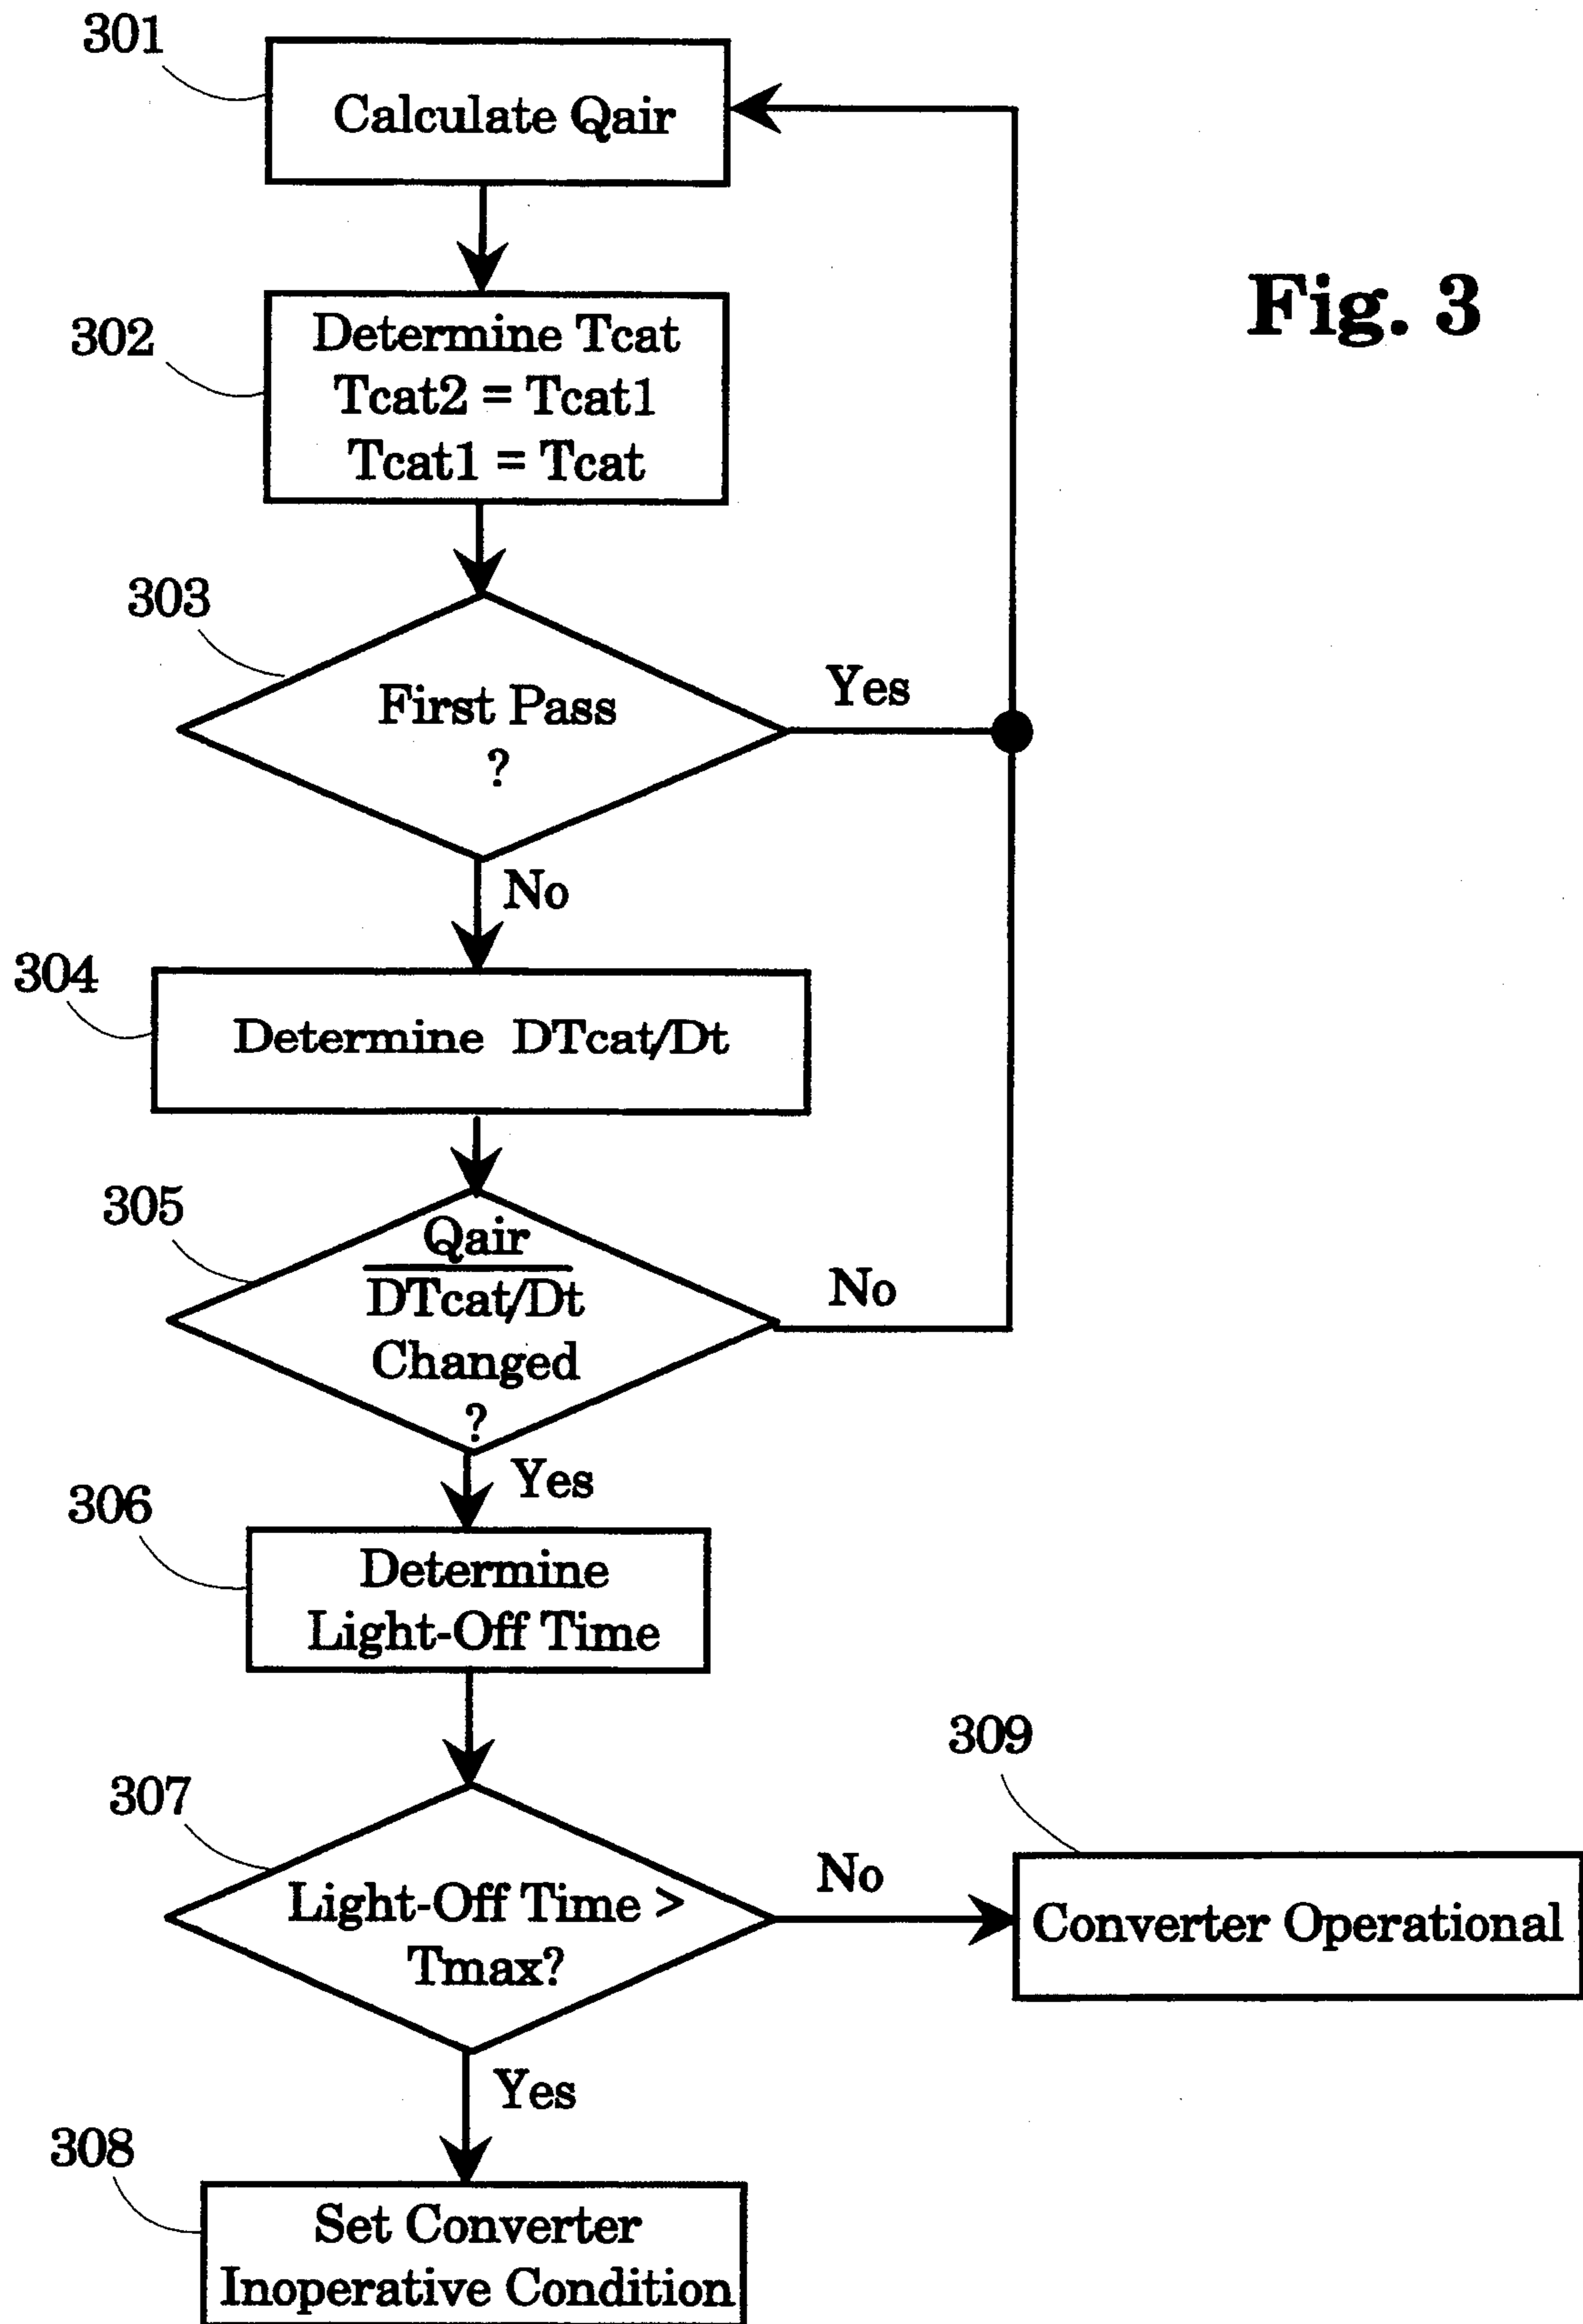 301
Calculate Qair
Fig. 3
302
Determine Tcat
Tcat2 = Tcat1
Tcat1 = Tcat
303
First Pass
?
Yes
No
304
Determine DTcat/Dt
305
Qair
DTcat/Dt
Changed
?
No
Yes
306
Determine
Light-Off Time
307
Light-Off Time >
Tmax?
No
309
Converter Operational
Yes
308
Set Converter
Inoperative Condition